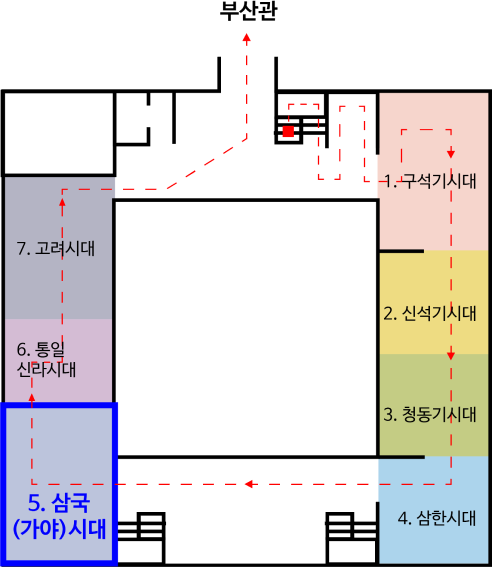 부산관
1. 구석기시대
2. 신석기시대
3. 청동기시대
4. 삼한시대
5. 삼국
(가야)시대
6. 통일
신라시대
7. 고려시대